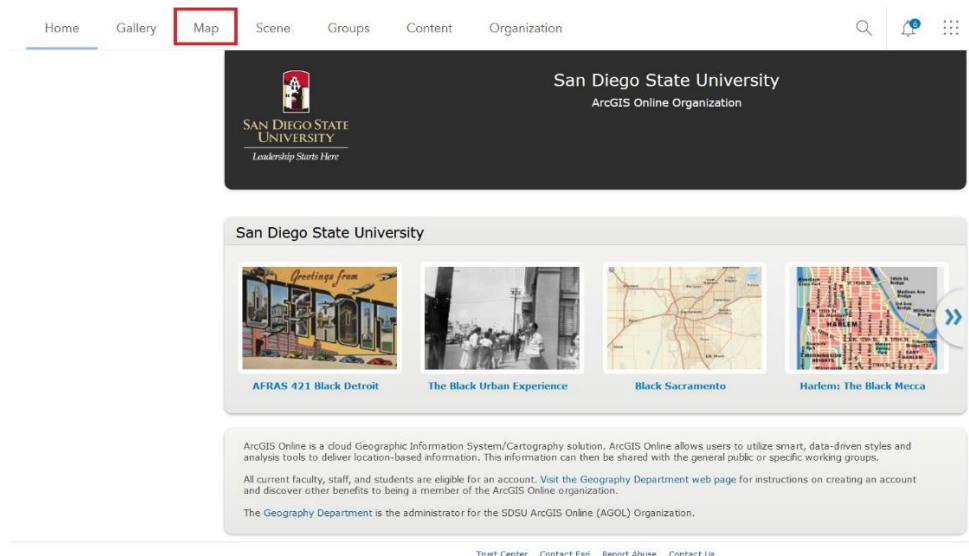 Home Gallery Map Scene Groups Content Organization
6
San Diego State University
ArcGIS Online Organization
SAN DIEGO STATE
UNIVERSITY
Leadership Starts Here
San Diego State University
Greetings from
DETROIT
HARLEM
AFRAS 421 Black Detroit
The Black Urban Experience
Black Sacramento
Harlem: The Black Mecca
ArcGIS Online is a cloud Geographic Information System/Cartography solution. ArcGIS Online allows users to utilize smart, data-driven styles and
analysis tools to deliver location-based information. This information can then be shared with the general public or specific working groups.
All current faculty, staff, and students are eligible for an account. Visit the Geography Department web page for instructions on creating an account
and discover other benefits to being a member of the ArcGIS Online organization.
The Geography Department is the administrator for the SDSU ArcGIS Online (AGOL) Organization.
Trust Center Contact Esri Report Abuse Contact Us